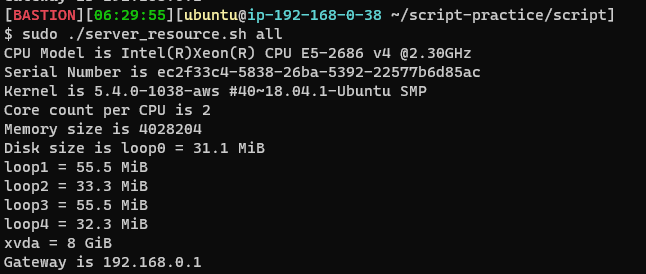 [BASTION][06:29:55][ubuntu@ip-192-168-0-38 ~/script-practice/script]
$ sudo ./server_resource.sh all
CPU Model is Intel(R)Xeon(R) CPU E5-2686 v4 @2.30GHz
Serial Number is ec2f33c4-5838-26ba-5392-22577b6d85ac
Kernel is 5.4.0-1038-aws #40~18.04.1-Ubuntu SMP
Core count per CPU is 2
Memory size is 4028204
Disk size is loop0 = 31.1 MiB
loop1 = 55.5 MiB
loop2 = 33.3 MiB
loop3 = 55.5 MiB
loop4 = 32.3 MiB
xvda = 8 GiB
Gateway is 192.168.0.1